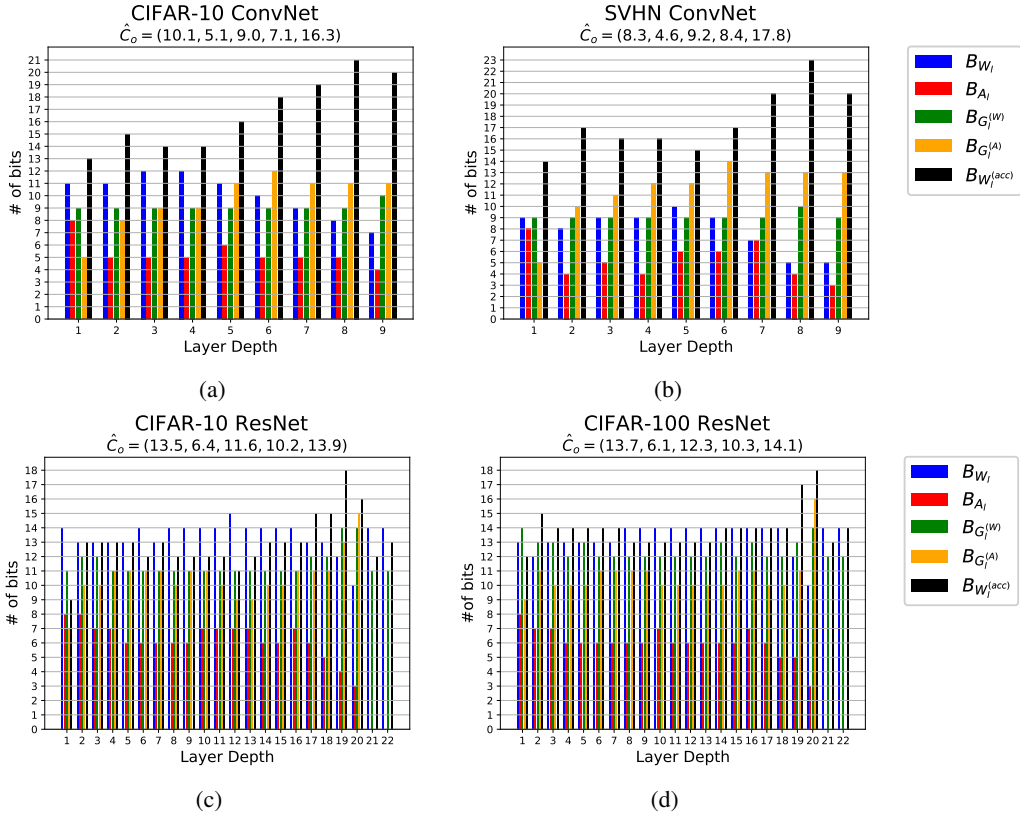 CIFAR-10 ConvNet
Ĉ_o = (10.1, 5.1, 9.0, 7.1, 16.3)
# of bits
21
20
19
18
17
16
15
14
13
12
11
10
9
8
7
6
5
4
3
2
1
0
1 2 3 4 5 6 7 8 9
Layer Depth
(a)
SVHN ConvNet
Ĉ_o = (8.3, 4.6, 9.2, 8.4, 17.8)
# of bits
23
22
21
20
19
18
17
16
15
14
13
12
11
10
9
8
7
6
5
4
3
2
1
0
1 2 3 4 5 6 7 8 9
Layer Depth
(b)
B_{W_l}
B_{A_l}
B_{G_l^{(W)}}
B_{G_l^{(A)}}
B_{W_l^{(acc)}}
CIFAR-10 ResNet
Ĉ_o = (13.5, 6.4, 11.6, 10.2, 13.9)
# of bits
18
17
16
15
14
13
12
11
10
9
8
7
6
5
4
3
2
1
0
1 2 3 4 5 6 7 8 9 10 11 12 13 14 15 16 17 18 19 20 21 22
Layer Depth
(c)
CIFAR-100 ResNet
Ĉ_o = (13.7, 6.1, 12.3, 10.3, 14.1)
#of bits
18
17
16
15
14
13
12
11
10
9
8
7
6
5
4
3
2
1
0
1 2 3 4 5 6 7 8 9 10 11 12 13 14 15 16 17 18 19 20 21 22
Layer Depth
(d)
B_{W_l}
B_{A_l}
B_{G_l^{(W)}}
B_{G_l^{(A)}}
B_{W_l^{(acc)}}